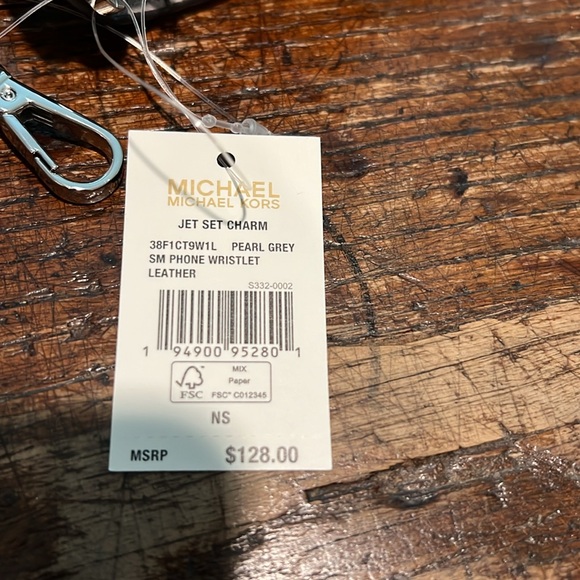 MICHAEL
MICHAEL KORS
JET SET CHARM
38F1CT9W1L PEARL GREY
SM PHONE WRISTLET
LEATHER
S332-0002
1 94900 95280 1
MIX
Paper
FSC FSC® C012345
NS
MSRP $128.00